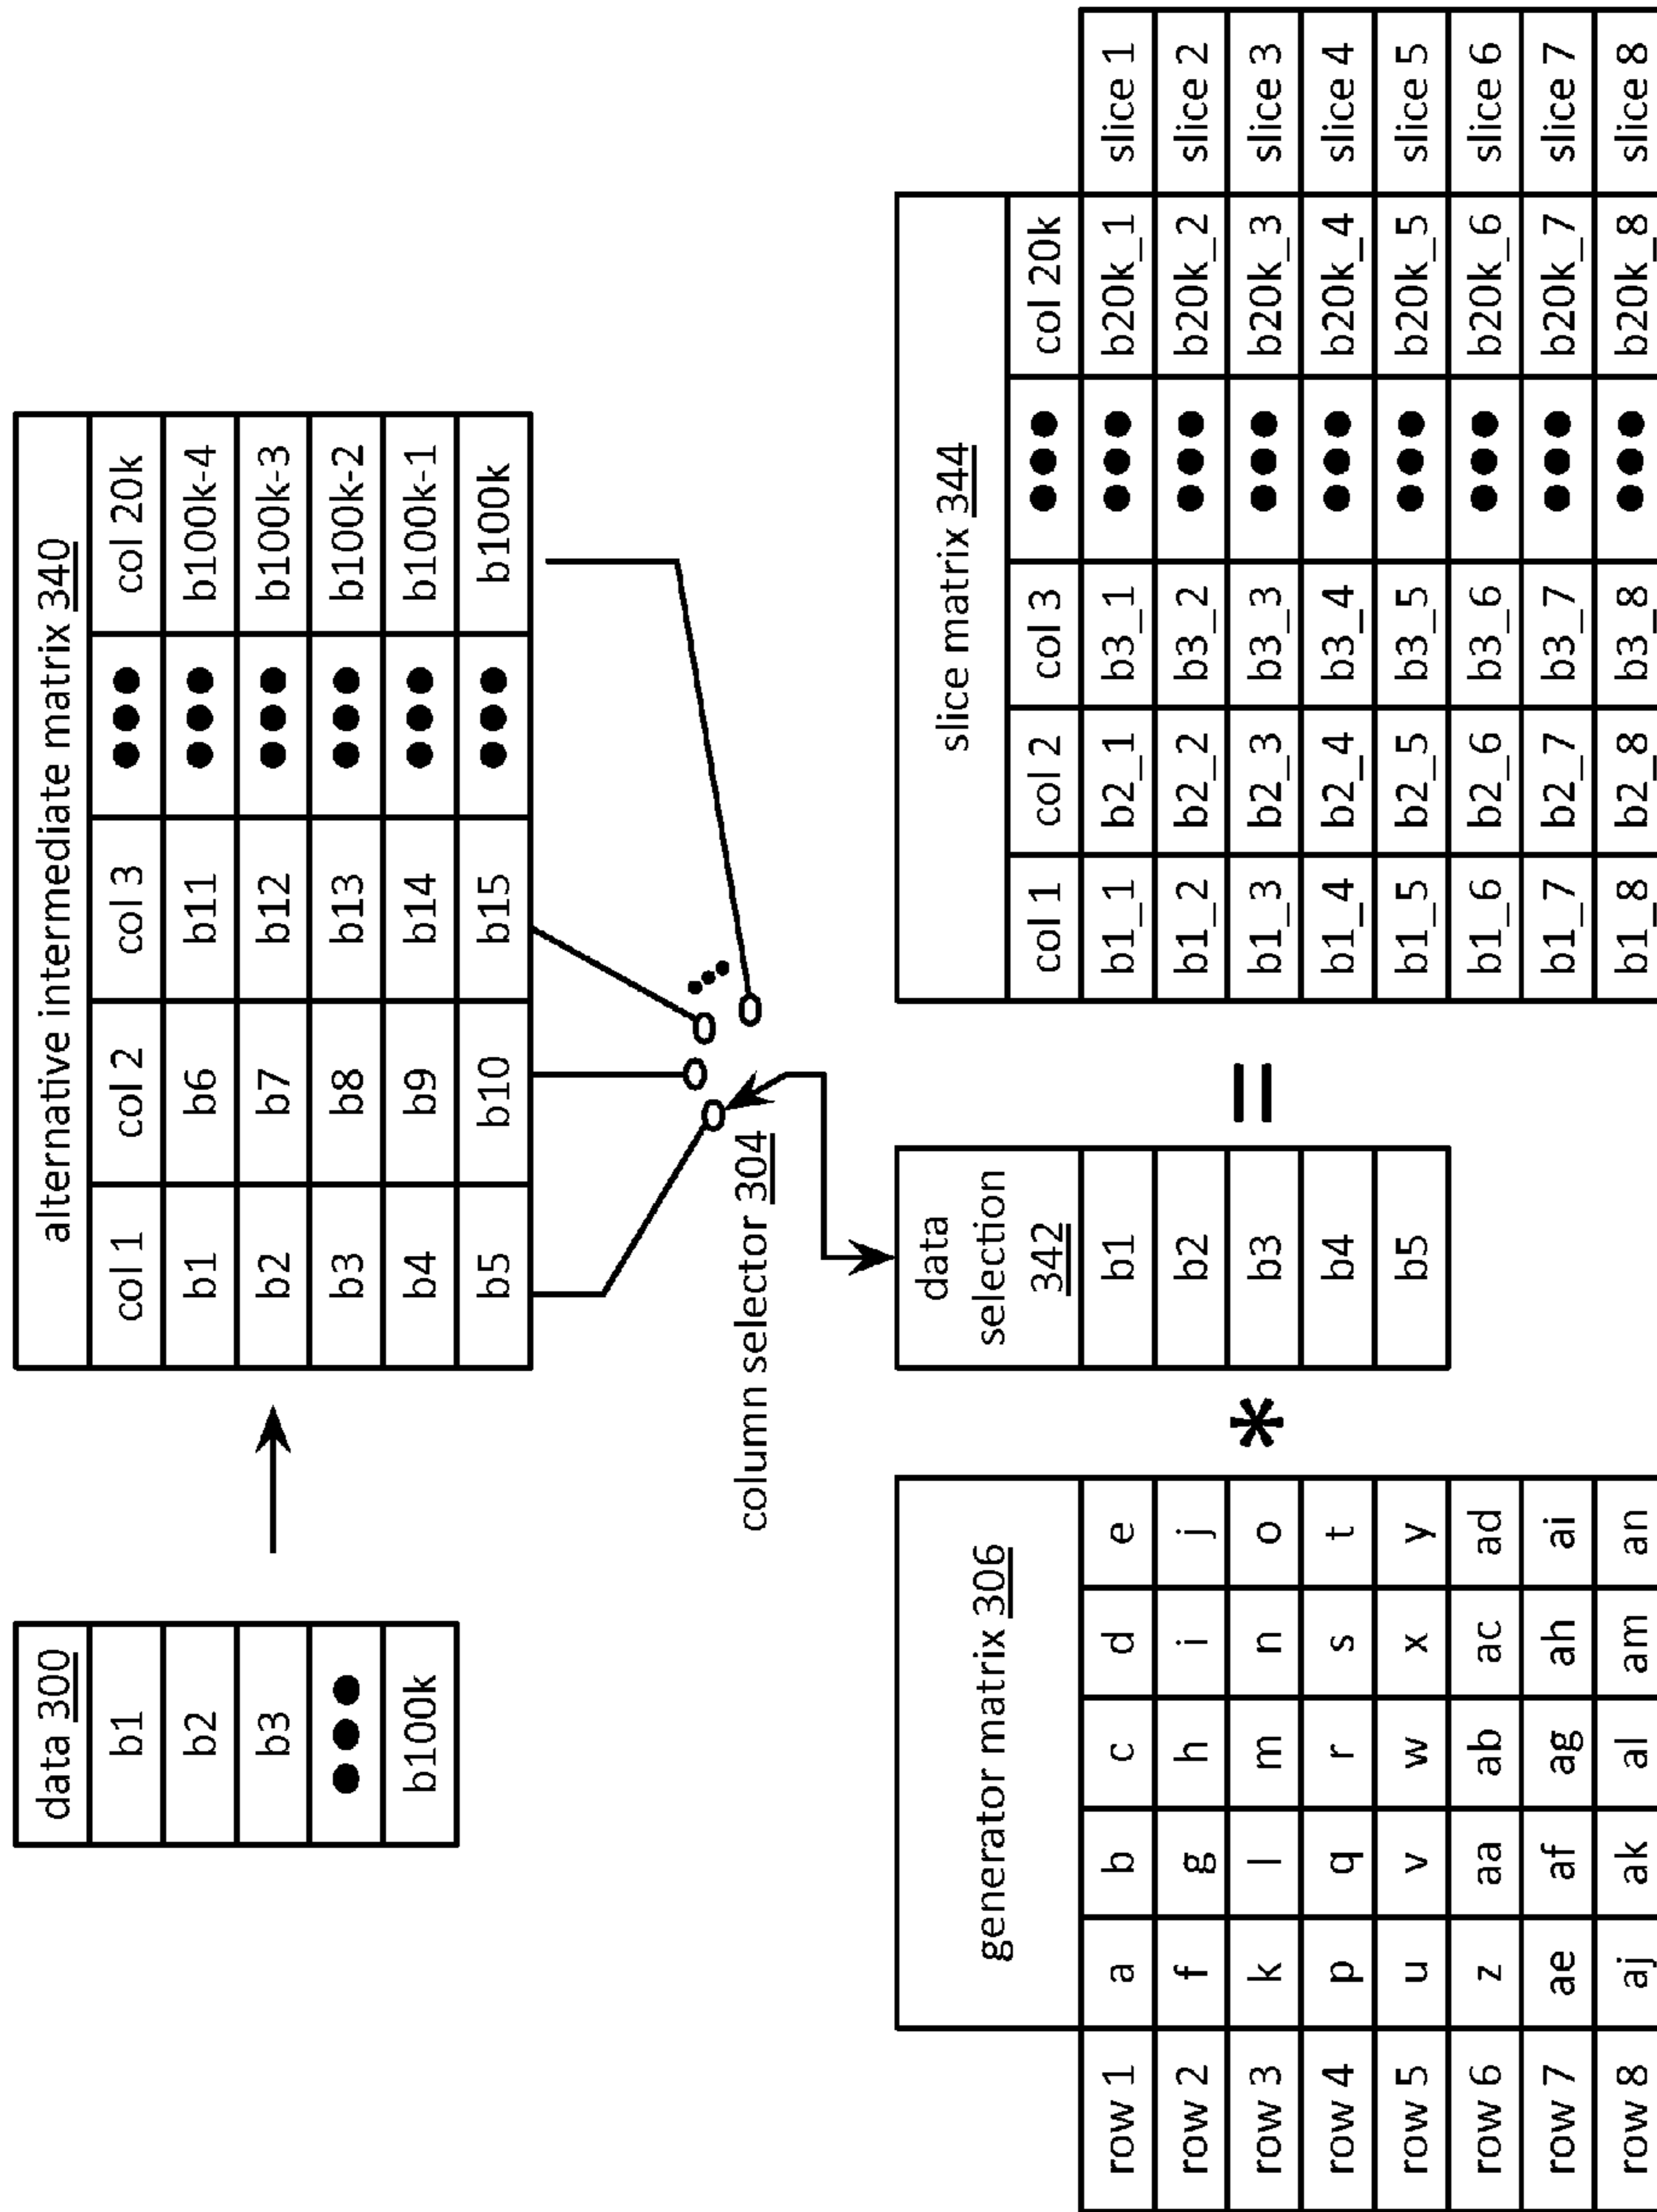 data 300
b1
b2
b3
●●●
b100k
alternative intermediate matrix 340
col 1 col 2 col 3 ●●● col 20k
b1 b6 b11 ●●● b100k-4
b2 b7 b12 ●●● b100k-3
b3 b8 b13 ●●● b100k-2
b4 b9 b14 ●●● b100k-1
b5 b10 b15 ●●● b100k
column selector 304
generator matrix 306
row 1 a b c d e
row 2 f g h i j
row 3 k l m n o
row 4 p q r s t
row 5 u v w x y
row 6 z aa ab ac ad
row 7 ae af ag ah ai
row 8 aj ak al am an
*
data
selection
342
b1
b2
b3
b4
b5
=
slice matrix 344
col 1 col 2 col 3 ●●● col 20k
b1_1 b2_1 b3_1 ●●● b20k_1 slice 1
b1_2 b2_2 b3_2 ●●● b20k_2 slice 2
b1_3 b2_3 b3_3 ●●● b20k_3 slice 3
b1_4 b2_4 b3_4 ●●● b20k_4 slice 4
b1_5 b2_5 b3_5 ●●● b20k_5 slice 5
b1_6 b2_6 b3_6 ●●● b20k_6 slice 6
b1_7 b2_7 b3_7 ●●● b20k_7 slice 7
b1_8 b2_8 b3_8 ●●● b20k_8 slice 8